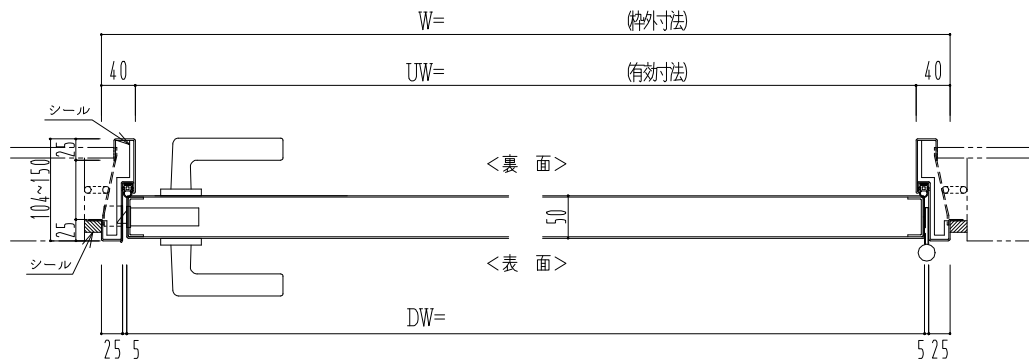 W= (枠外寸法)
40 UW= (有効寸法) 40
シール
25
104~150
<裏 面>
50
25
シール
<表 面>
DW=
25 5 5 25